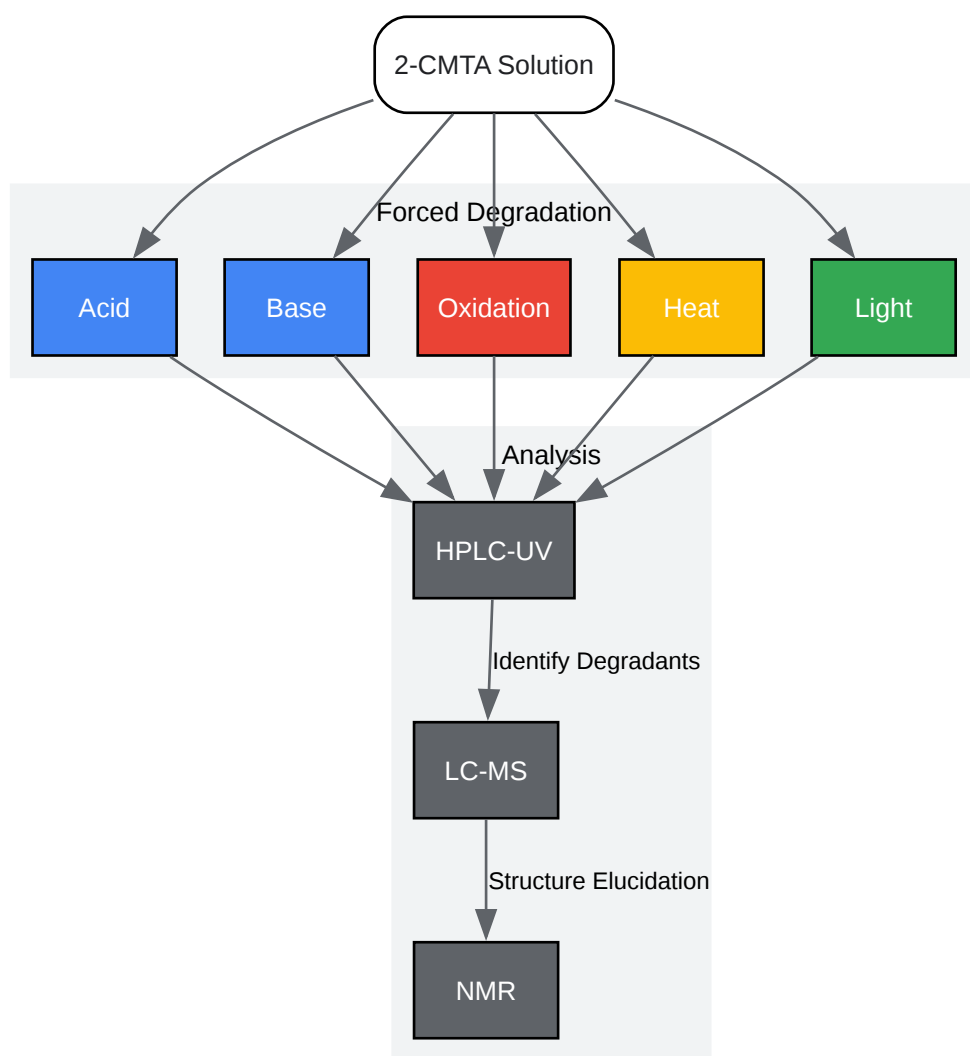 2-CMTA Solution
Forced Degradation
Acid
Base
Oxidation
Heat
Light
Analysis
HPLC-UV
Identify Degradants
LC-MS
Structure Elucidation
NMR